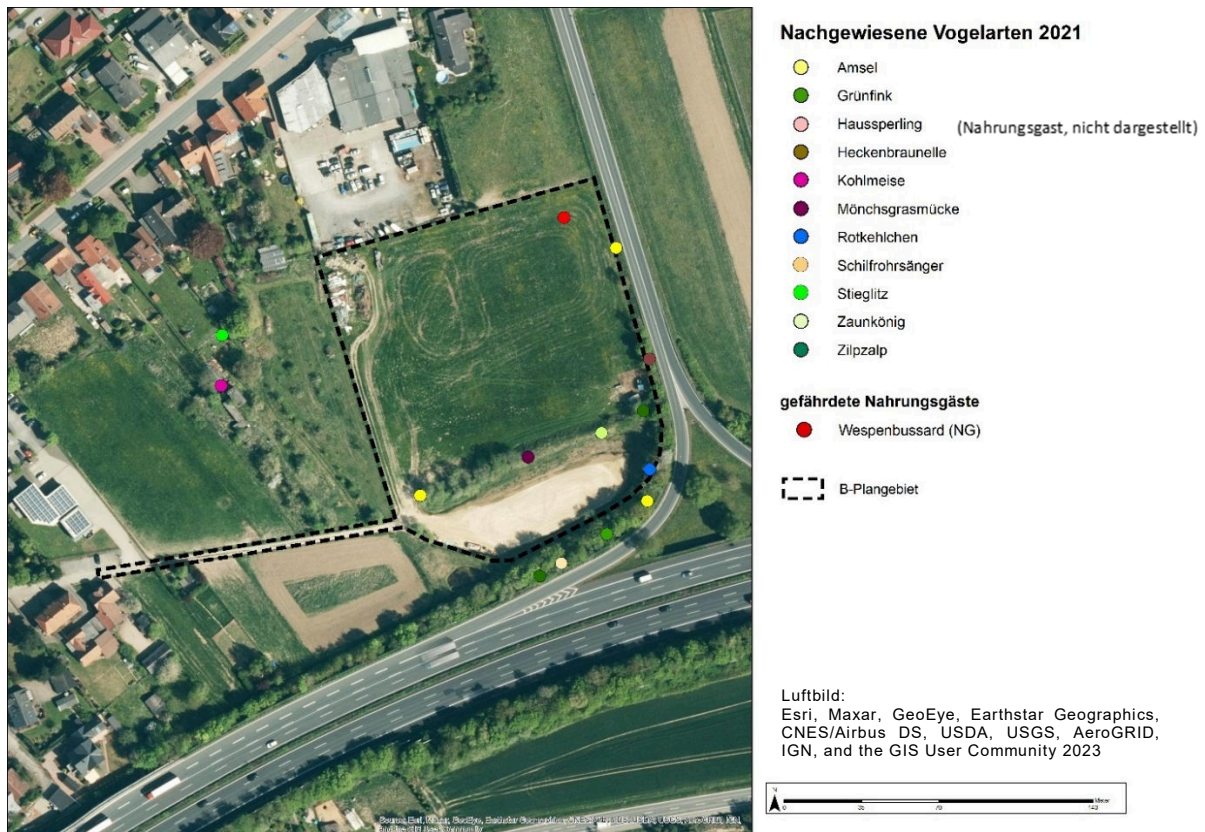 Nachgewiesene Vogelarten 2021
Amsel
Grünfink
Haussperling (Nahrungsgast, nicht dargestellt)
Heckenbraunelle
Kohlmeise
Mönchsgrasmücke
Rotkehlchen
Schilfrohrsänger
Stieglitz
Zaunkönig
Zilpzalp
gefährdete Nahrungsgäste
Wespenbussard (NG)
B-Plangebiet
Luftbild:
Esri, Maxar, GeoEye, Earthstar Geographics,
CNES/Airbus DS, USDA, USGS, AeroGRID,
IGN, and the GIS User Community 2023
N
Meter
0 35 70 140